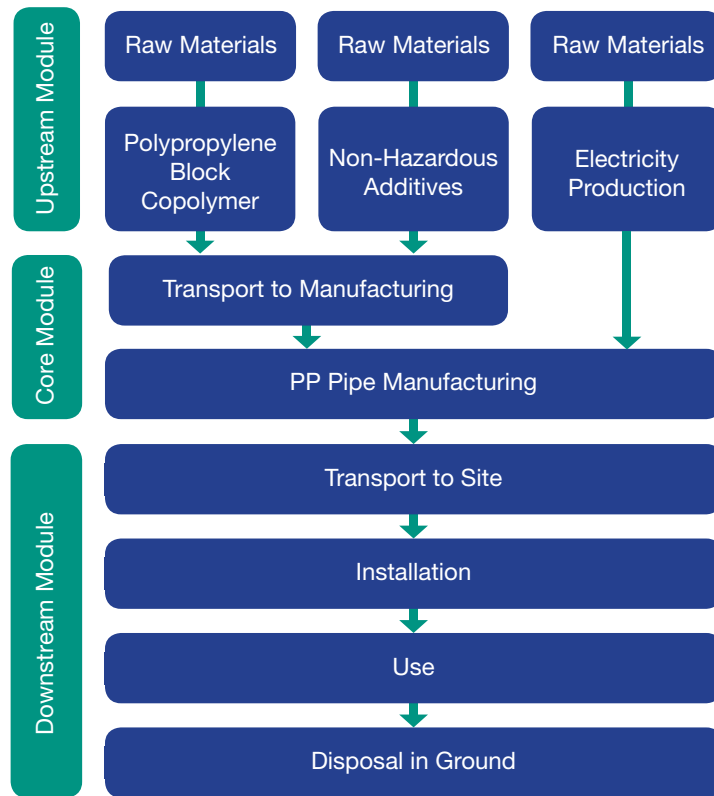 Upstream Module
Raw Materials
Raw Materials
Raw Materials
Polypropylene
Block
Copolymer
Non-Hazardous
Additives
Electricity
Production
Core Module
Transport to Manufacturing
PP Pipe Manufacturing
Downstream Module
Transport to Site
Installation
Use
Disposal in Ground